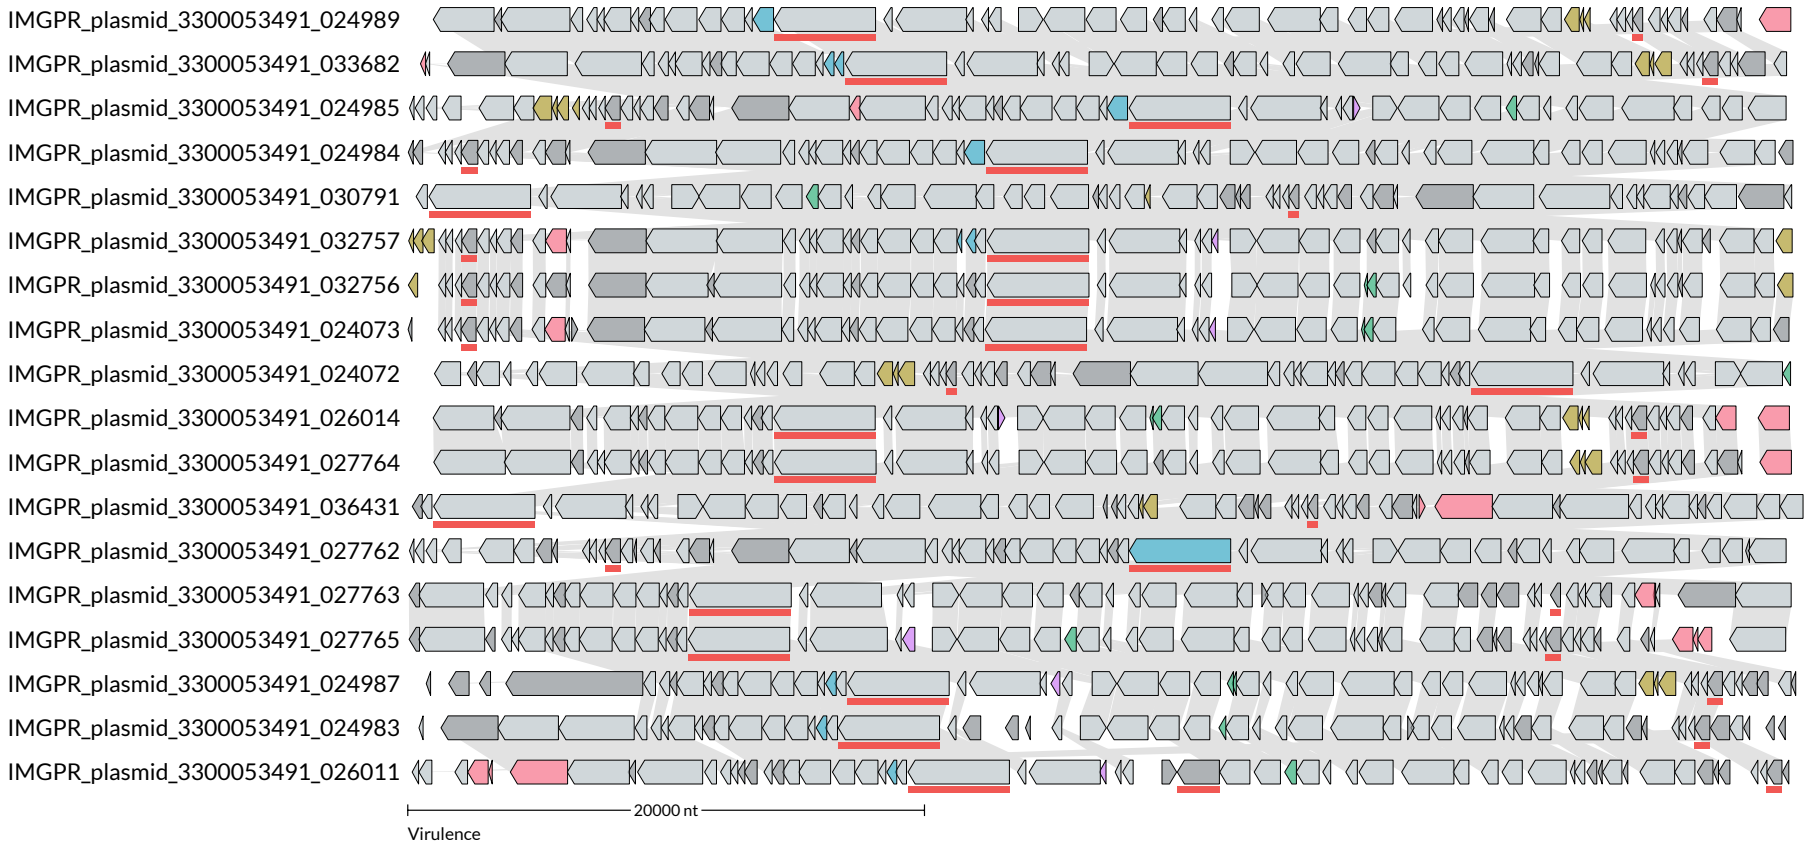 IMGPR_plasmid_3300053491_024989
IMGPR_plasmid_3300053491_033682
IMGPR_plasmid_3300053491_024985
IMGPR_plasmid_3300053491_024984
IMGPR_plasmid_3300053491_030791
IMGPR_plasmid_3300053491_032757
IMGPR_plasmid_3300053491_032756
IMGPR_plasmid_3300053491_024073
IMGPR_plasmid_3300053491_024072
IMGPR_plasmid_3300053491_026014
IMGPR_plasmid_3300053491_027764
IMGPR_plasmid_3300053491_036431
IMGPR_plasmid_3300053491_027762
IMGPR_plasmid_3300053491_027763
IMGPR_plasmid_3300053491_027765
IMGPR_plasmid_3300053491_024987
IMGPR_plasmid_3300053491_024983
IMGPR_plasmid_3300053491_026011
20000 nt
Virulence